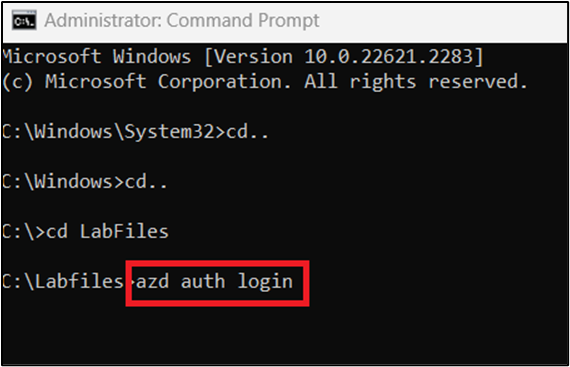 Administrator: Command Prompt
Microsoft Windows [Version 10.0.22621.2283]
(c) Microsoft Corporation. All rights reserved.
C:\Windows\System32>cd..
C:\Windows>cd..
C:\>cd LabFiles
C:\Labfiles>azd auth login